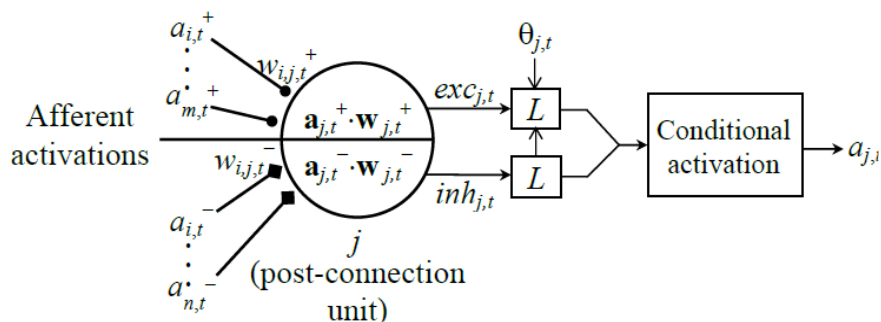 a_{i,t}^+
w_{i,j,t}^+
θ_{j,t}
a_{m,t}^+
exc_{j,t}
L
Afferent
activations
a_{j,t}^+·w_{j,t}^+
a_{j,t}^-·w_{j,t}^-
w_{i,j,t}^-
inh_{j,t}
L
Conditional
activation
a_{j,t}
a_{i,t}^-
a_{n,t}^-
j
(post-connection
unit)